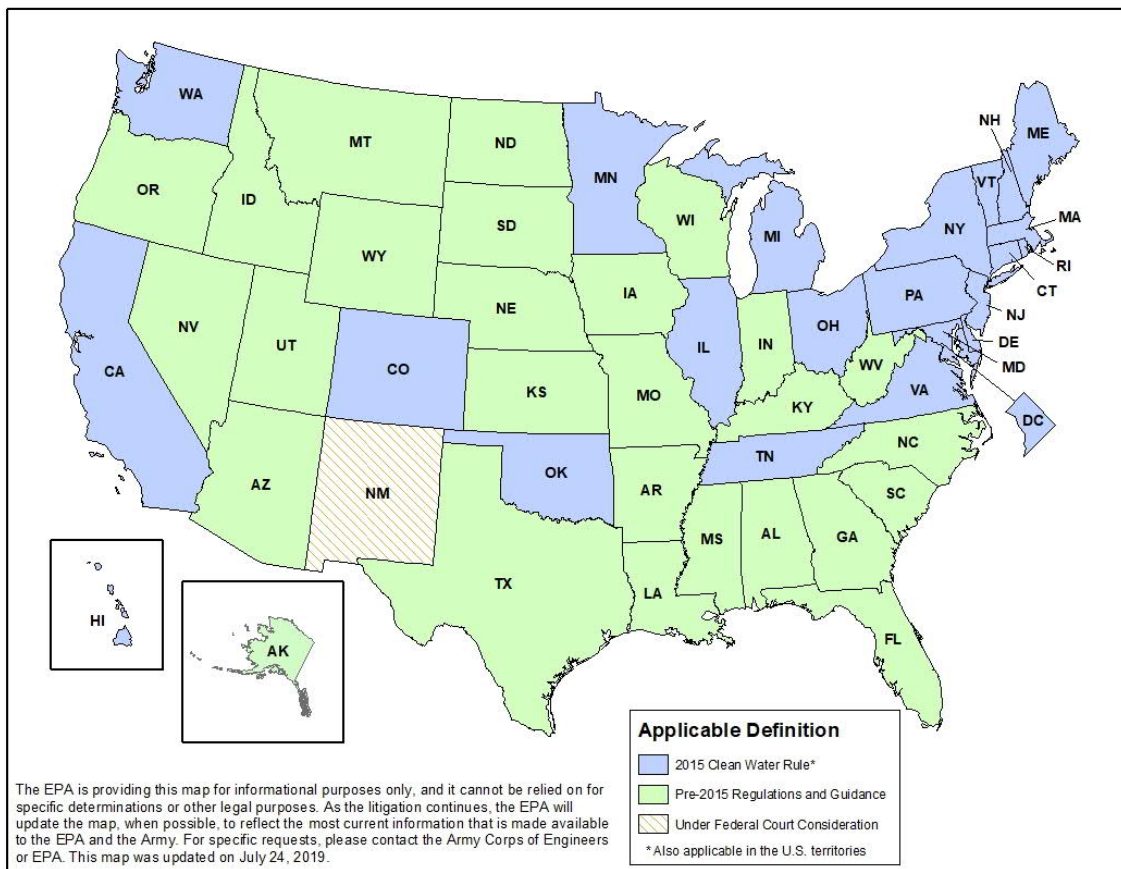 WA
MT
ND
MN
NH
ME
VT
OR
ID
SD
WI
MI
NY
MA
WY
RI
CT
IA
PA
NE
NJ
NV
UT
IL
IN
OH
DE
CO
WV
MD
CA
KS
MO
VA
KY
DC
OK
TN
NC
AZ
NM
AR
SC
MS
AL
GA
TX
LA
HI
FL
AK
Applicable Definition
2015 Clean Water Rule*
Pre-2015 Regulations and Guidance
Under Federal Court Consideration
* Also applicable in the U.S. territories
The EPA is providing this map for informational purposes only, and it cannot be relied on for
specific determinations or other legal purposes. As the litigation continues, the EPA will
update the map, when possible, to reflect the most current information that is made available
to the EPA and the Army. For specific requests, please contact the Army Corps of Engineers
or EPA. This map was updated on July 24, 2019.